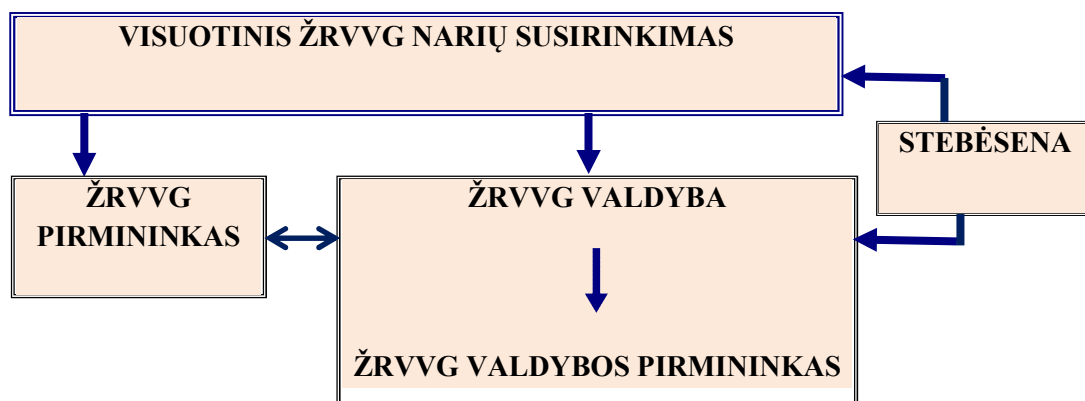 VISUOTINIS ŽRVVG NARIŲ SUSIRINKIMAS
STEBĖSENA
ŽRVVG
PIRMININKAS
ŽRVVG VALDYBA
ŽRVVG VALDYBOS PIRMININKAS